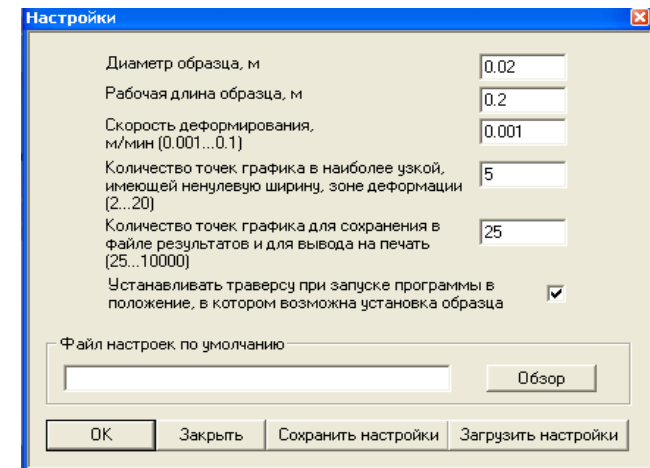 Настройки
Диаметр образца, м
0.02
Рабочая длина образца, м
0.2
Скорость деформирования,
м/мин (0.001...0.1)
0.001
Количество точек графика в наиболее узкой,
имеющей ненулевую ширину, зоне деформации
(2...20)
5
Количество точек графика для сохранения в
файле результатов и для вывода на печать
(25...10000)
25
Устанавливать траверсу при запуске программы в
положение, в котором возможна установка образца
Файл настроек по умолчанию
Обзор
OK
Закрыть
Сохранить настройки
Загрузить настройки